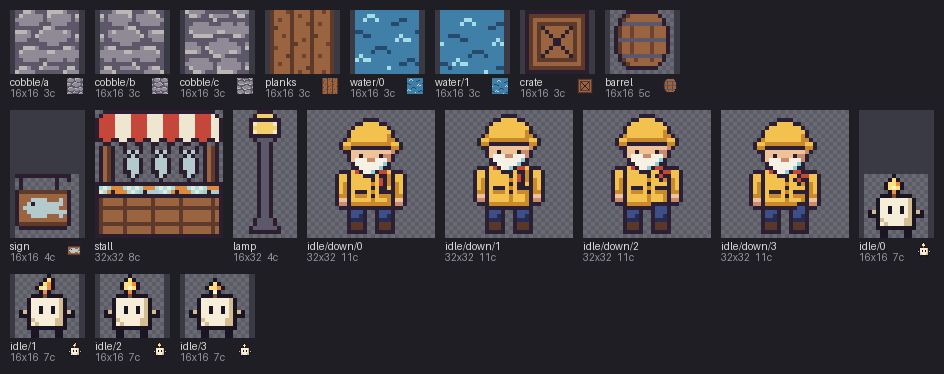 cobble/a cobble/b cobble/c planks water/0 water/1 crate barrel
16x16 3c 16x16 3c 16x16 3c 16x16 3c 16x16 3c 16x16 3c 16x16 3c 16x16 5c
sign stall lamp idle/down/0 idle/down/1 idle/down/2 idle/down/3 idle/0
16x16 4c 32x32 8c 16x32 4c 32x32 11c 32x32 11c 32x32 11c 32x32 11c 16x16 7c
idle/1 idle/2 idle/3
16x16 7c 16x16 7c 16x16 7c